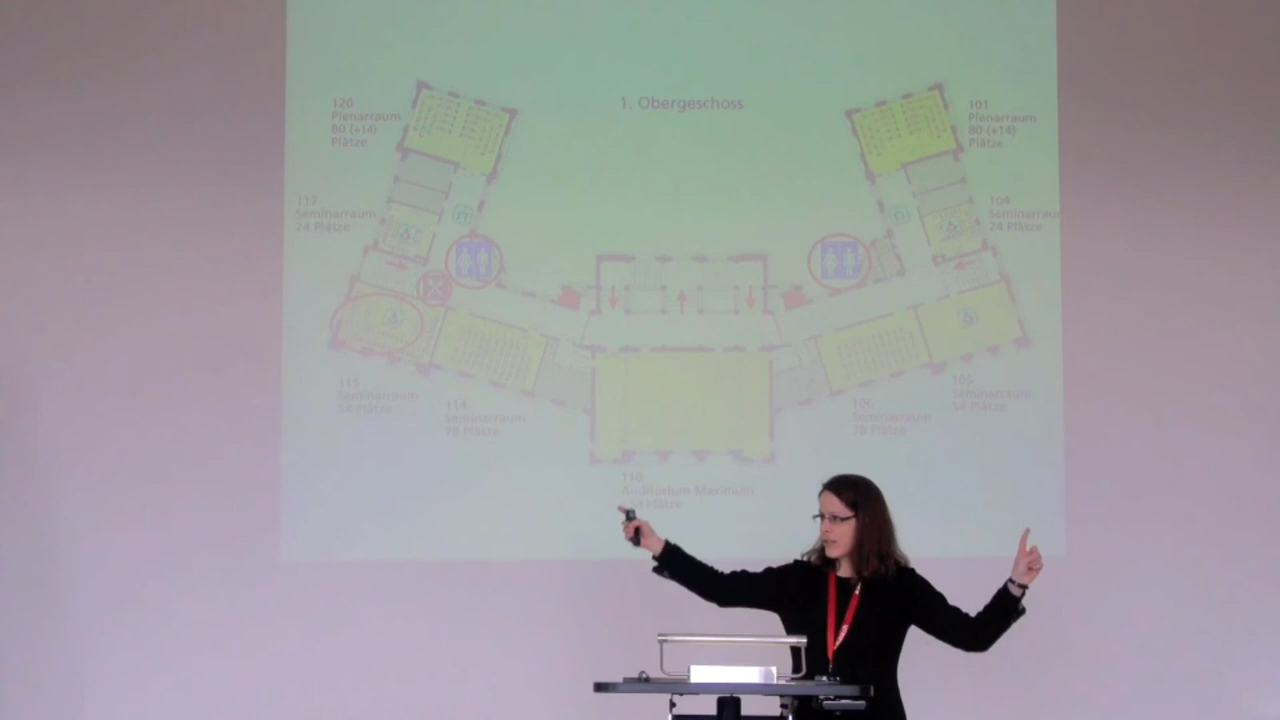 1. Obergeschoss
120
Plenarraum
80 (+14)
Plätze
101
Plenarraum
80 (+14)
Plätze
117
Seminarraum
24 Plätze
104
Seminarraum
24 Plätze
115
Seminarraum
54 Plätze
114
Seminarraum
78 Plätze
106
Seminarraum
78 Plätze
105
Seminarraum
54 Plätze
110
Auditorium Maximum
Plätze